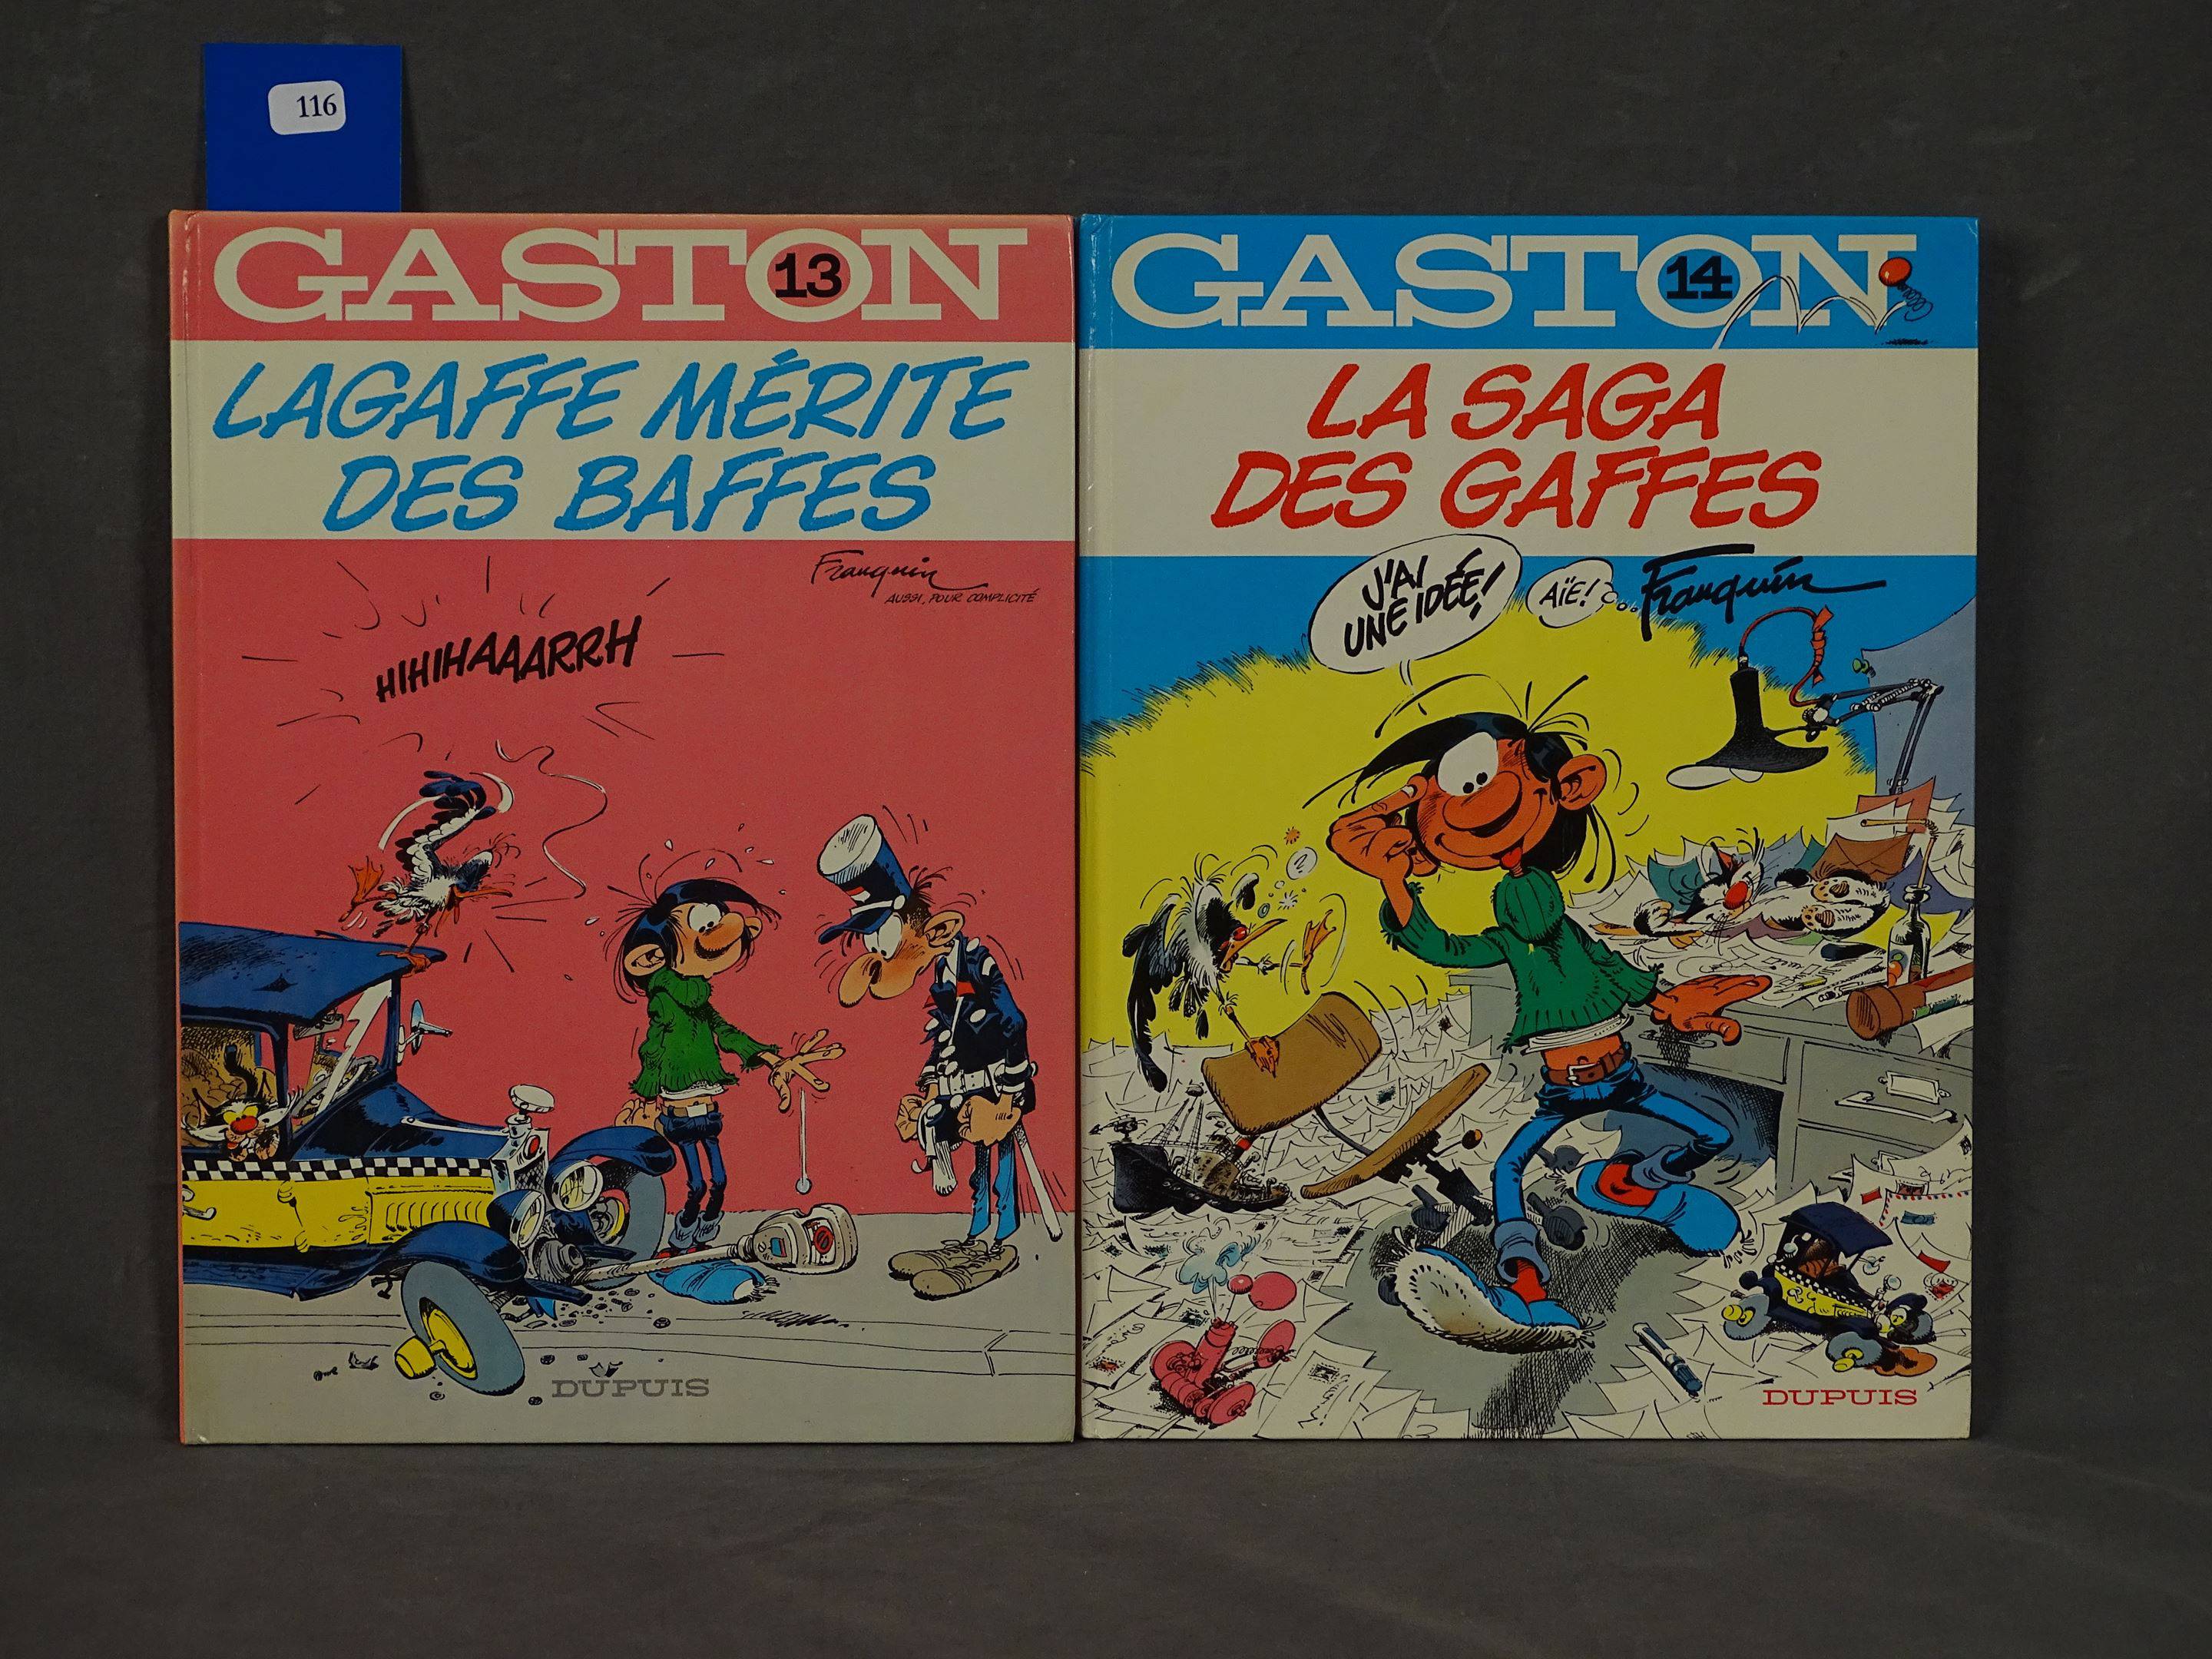 116
GASTON
13
LAGAFFE MÉRITE
DES BAFFES
Franquin
AUSSI, POUR COMPLICITÉ
HIHIHAAARRH
DUPUIS
GASTON
14
LA SAGA
DES GAFFES
J'AI
UNE IDÉE!
AÏE!
Franquin
DUPUIS